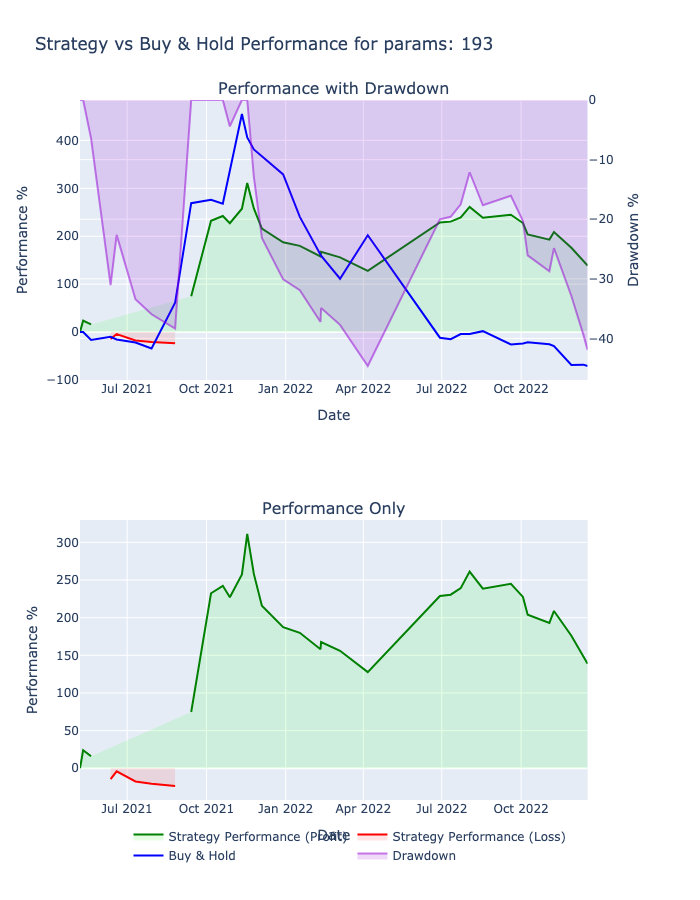 Strategy vs Buy & Hold Performance for params: 193
Performance with Drawdown
0
400
−10
300
−20
200
−30
100
0
−40
−100
Performance %
Drawdown %
Jul 2021 Oct 2021 Jan 2022 Apr 2022 Jul 2022 Oct 2022
Date
Performance Only
300
250
200
150
100
50
0
Performance %
Jul 2021 Oct 2021 Jan 2022 Apr 2022 Jul 2022 Oct 2022
Date
Strategy Performance (Profit) Strategy Performance (Loss)
Buy & Hold Drawdown